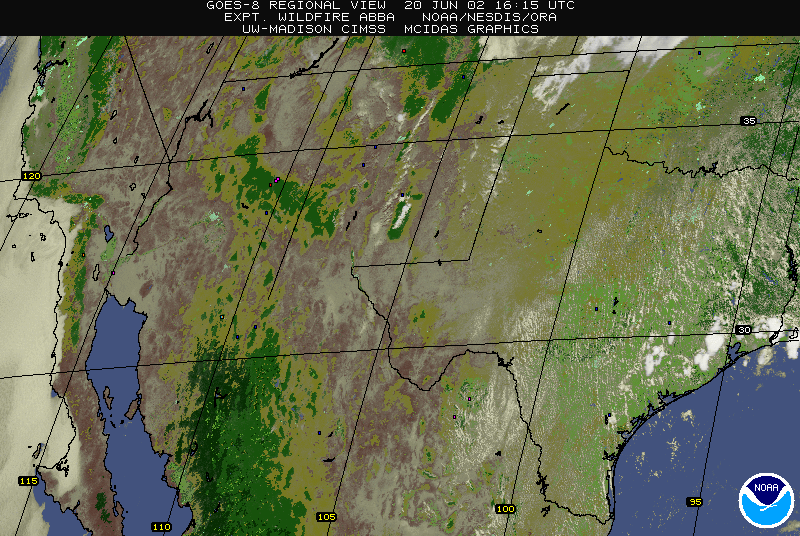 GOES-8 REGIONAL VIEW 20 JUN 02 16:15 UTC
EXPT. WILDFIRE ABBA NOAA/NESDIS/ORA
UW-MADISON CIMSS MCIDAS GRAPHICS
35
120
30
115
100
95
105
110
NOAA